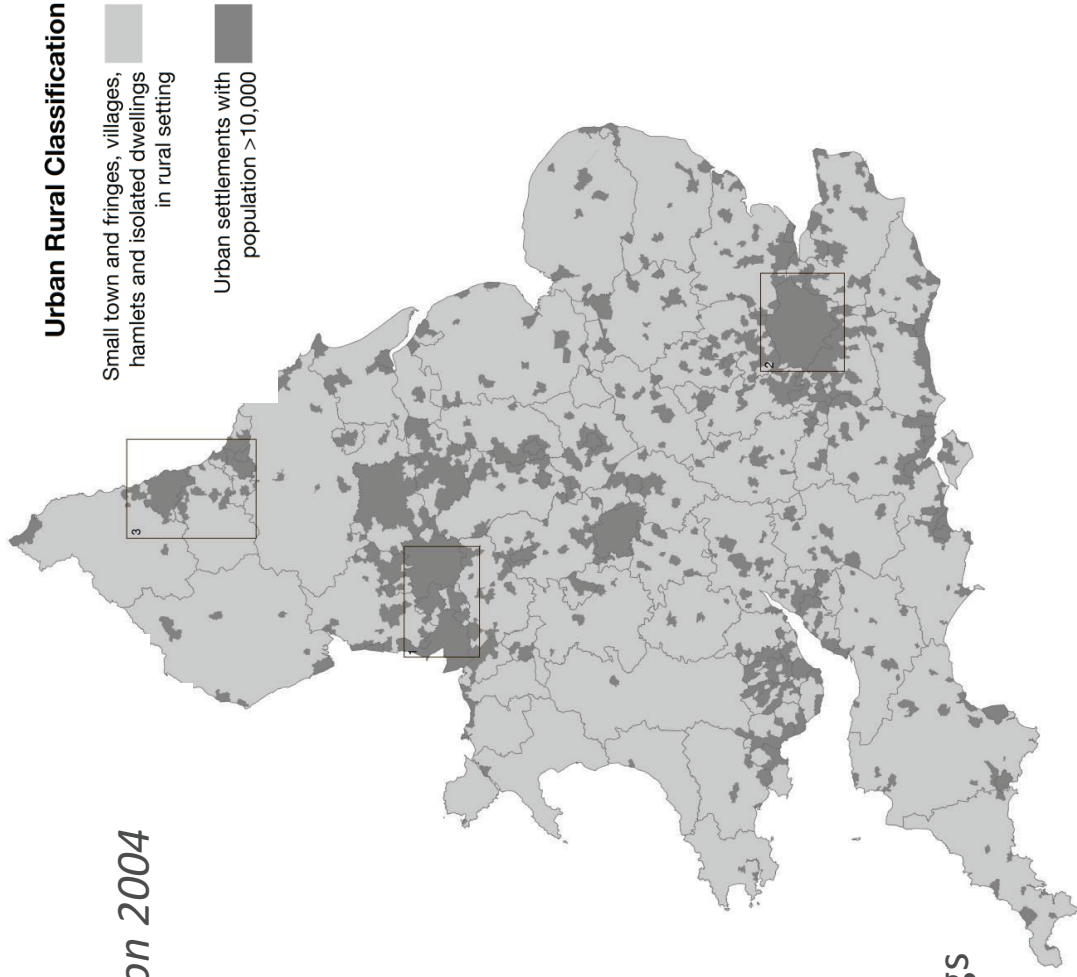 Urban Rural Classification
Small town and fringes, villages,
hamlets and isolated dwellings
in rural setting
Urban settlements with
population >10,000
3
2
1
2004